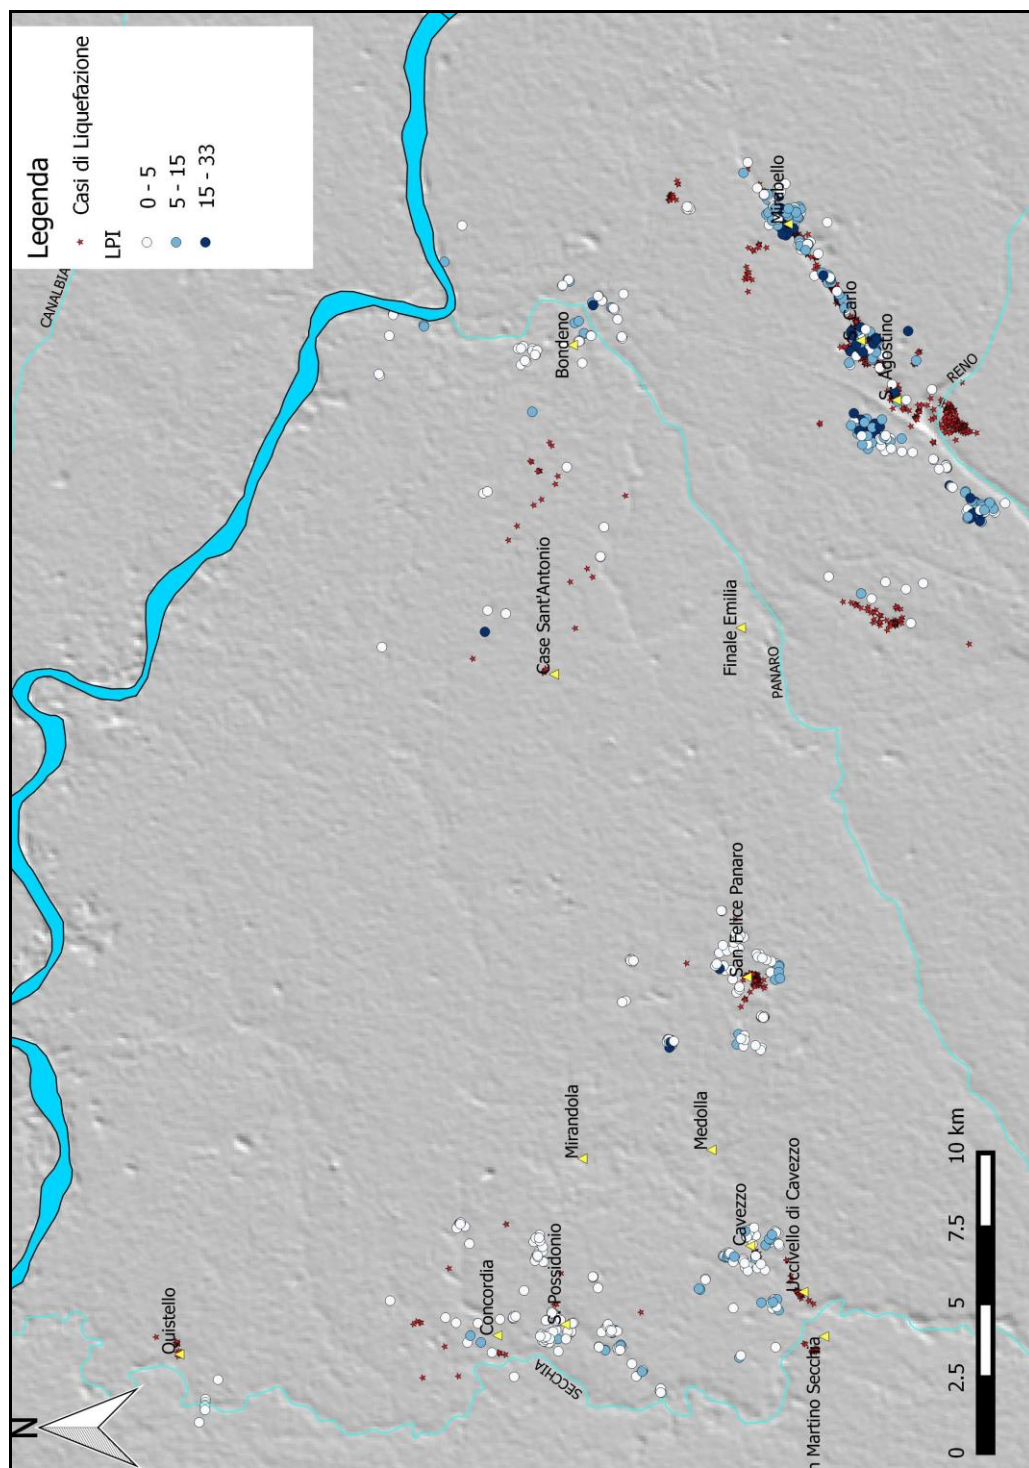 Legenda
Casi di Liquefazione
LPI
0 - 5
5 - 15
15 - 33
CANALBIA
Mirabello
S. Carlo
S. Agostino
RENO
Bondeno
Case Sant'Antonio
Finale Emilia
PANARO
San Felice Panaro
Mirandola
Medolla
Cavezzo
Uccivello di Cavezzo
S. Possidonio
Concordia
Quistello
SECCHIA
n Martino Secchia
N
0 2.5 5 7.5 10 km